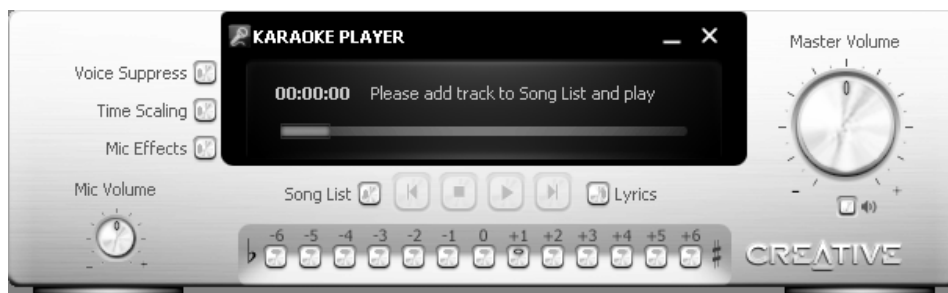 KARAOKE PLAYER
Master Volume
Voice Suppress
00:00:00 Please add track to Song List and play
Time Scaling
Mic Effects
0
Mic Volume
- +
Song List
Lyrics
0
- +
♭ -6 -5 -4 -3 -2 -1 0 +1 +2 +3 +4 +5 +6 ♯
CREATIVE